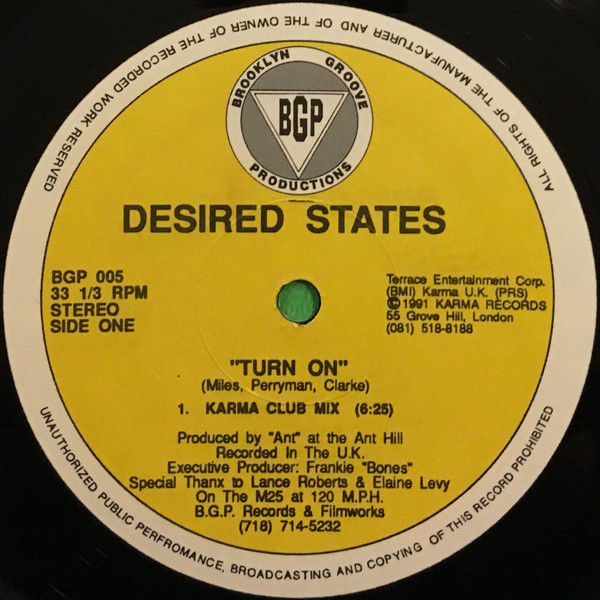 ALL RIGHTS OF THE MANUFACTURER AND OF THE OWNER OF THE RECORDED WORK RESERVED
BROOKLYN GROOVE
BGP
PRODUCTIONS
DESIRED STATES
BGP 005
33 1/3 RPM
STEREO
SIDE ONE
Terrace Entertainment Corp.
(BMI) Karma U.K. (PRS)
©1991 KARMA RECORDS
55 Grove Hill, London
(081) 518-8188
"TURN ON"
(Miles, Perryman, Clarke)
1. KARMA CLUB MIX (6:25)
Produced by "Ant" at the Ant Hill
Recorded In The U.K.
Executive Producer: Frankie "Bones"
Special Thanx to Lance Roberts & Elaine Levy
On The M25 at 120 M.P.H.
B.G.P. Records & Filmworks
(718) 714-5232
UNAUTHORIZED PUBLIC PERFROMANCE, BROADCASTING AND COPYING OF THIS RECORD PROHIBITED